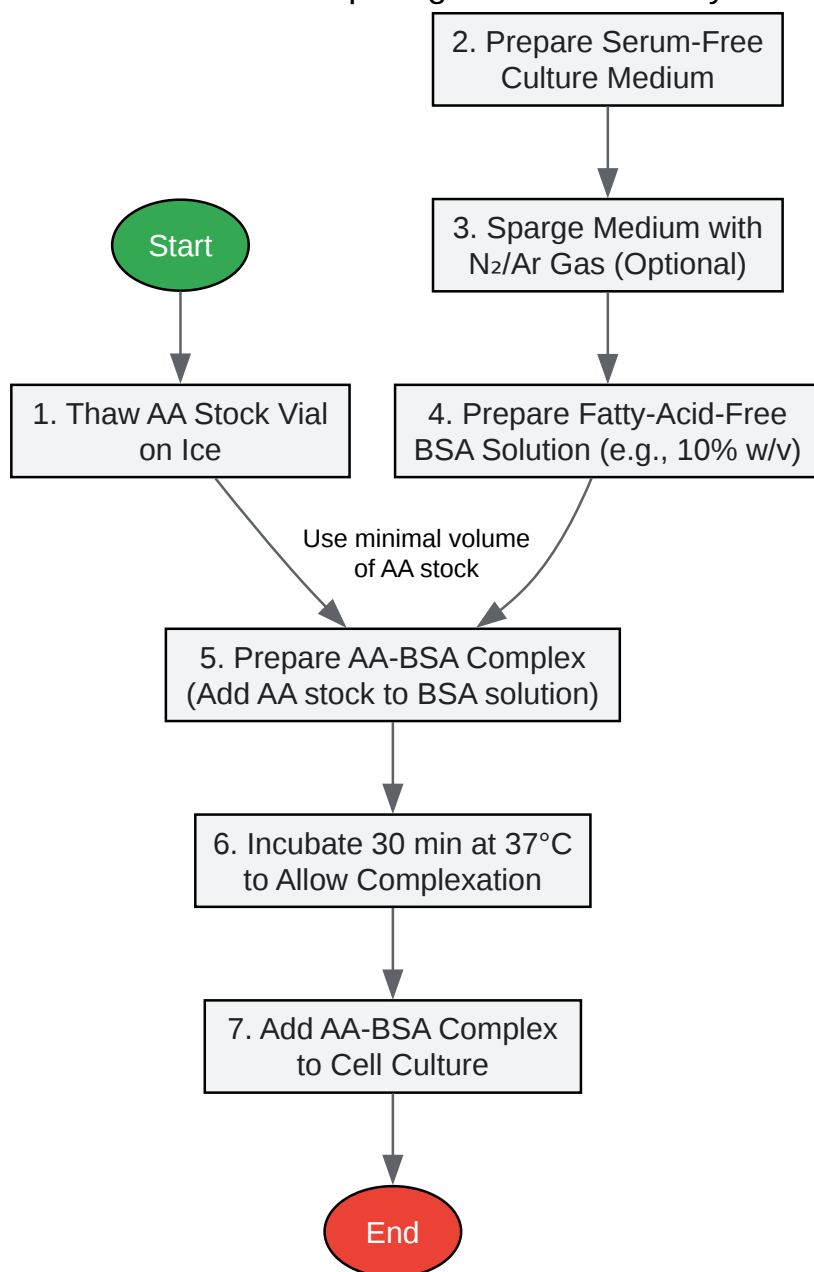 2. Prepare Serum-Free
Culture Medium
3. Sparge Medium with
N₂/Ar Gas (Optional)
Start
1. Thaw AA Stock Vial
on Ice
4. Prepare Fatty-Acid-Free
BSA Solution (e.g., 10% w/v)
Use minimal volume
of AA stock
5. Prepare AA-BSA Complex
(Add AA stock to BSA solution)
6. Incubate 30 min at 37°C
to Allow Complexation
7. Add AA-BSA Complex
to Cell Culture
End